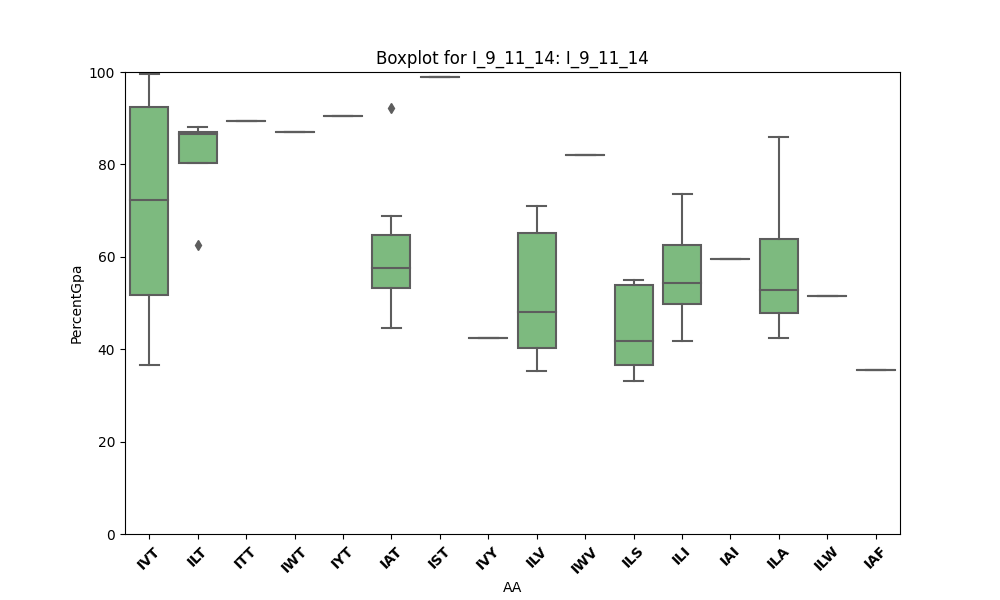 Boxplot for I_9_11_14: I_9_11_14
100
80
60
40
20
0
PercentGpa
IVT
ILT
ITT
IWT
IYT
IAT
IST
IVY
ILV
IWV
ILS
ILI
IAI
ILA
ILW
IAF
AA